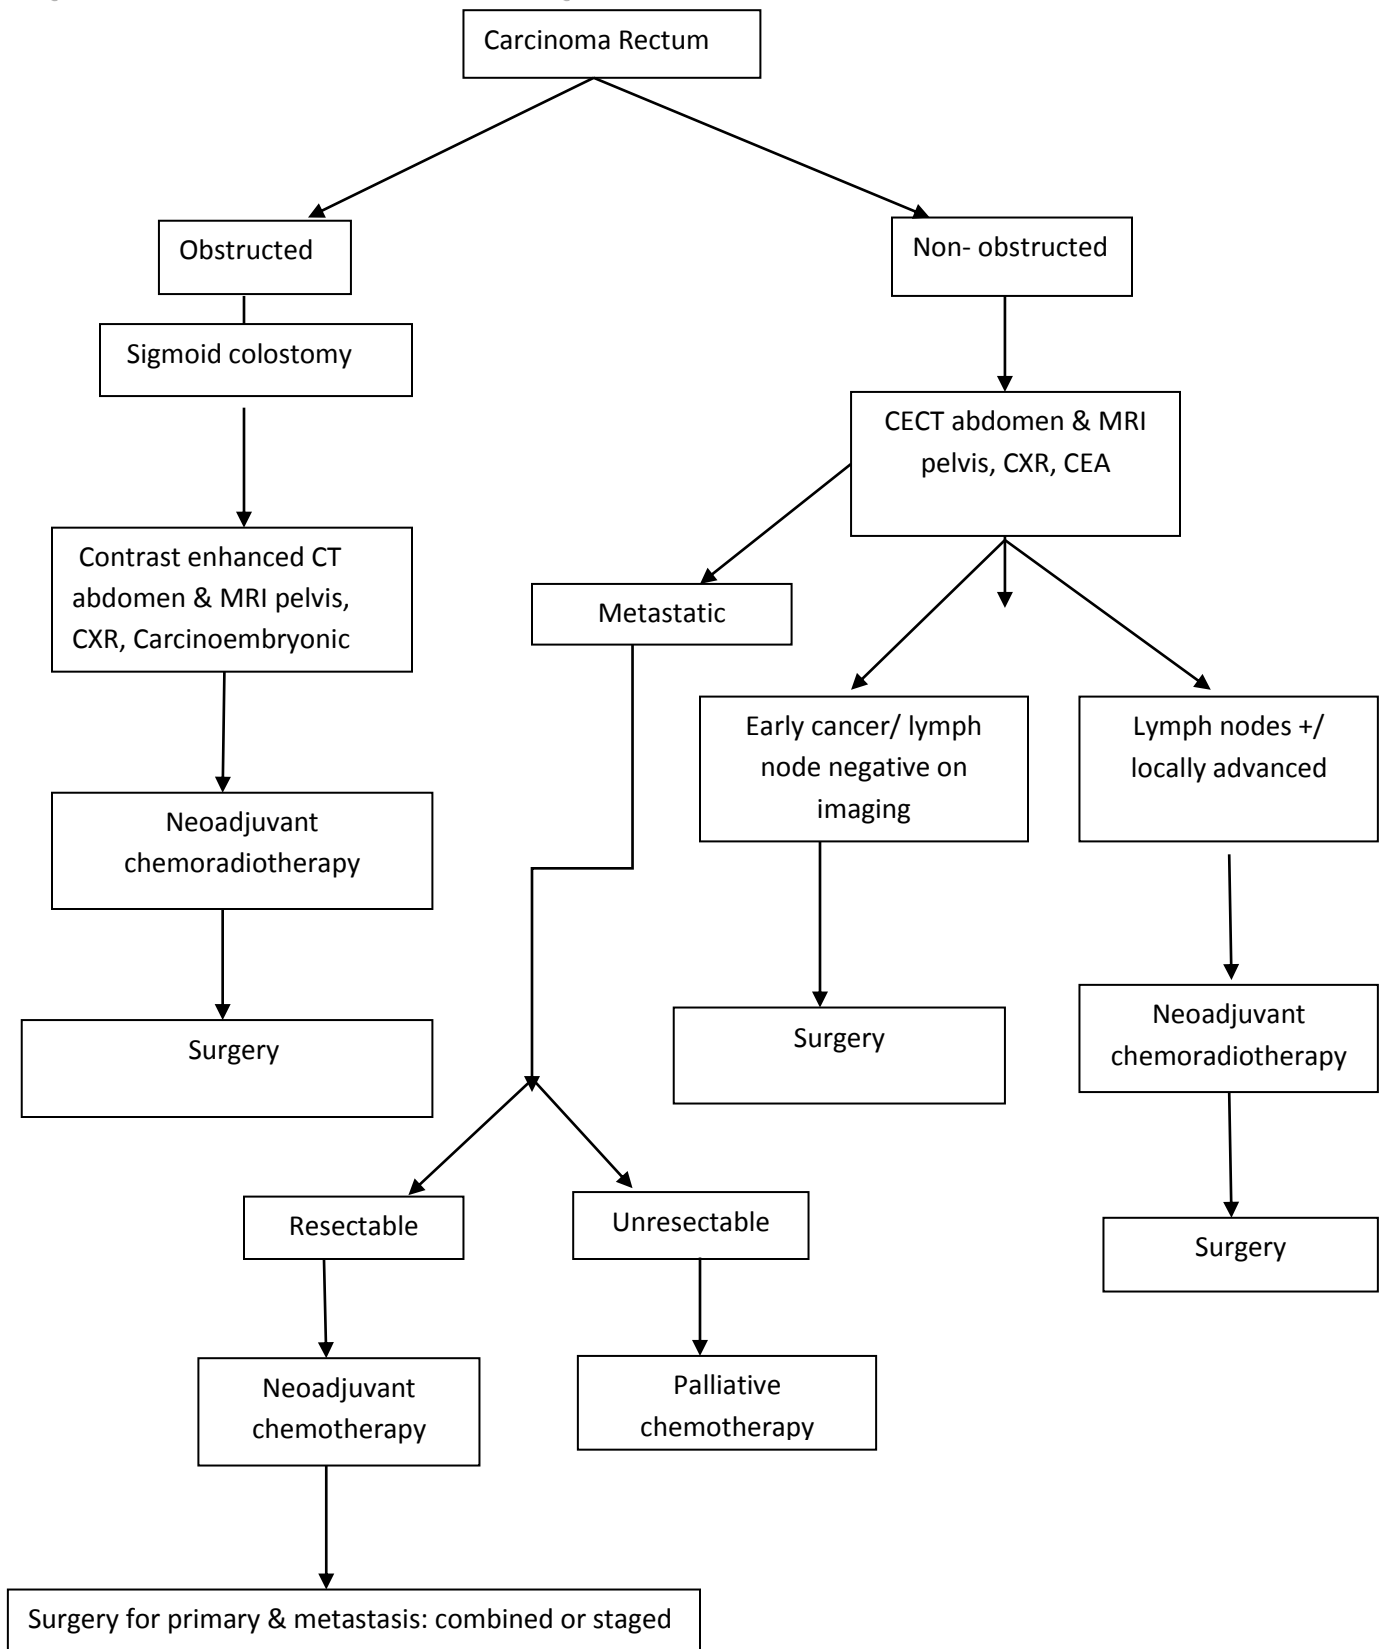 Carcinoma Rectum
Obstructed
Non- obstructed
Sigmoid colostomy
CECT abdomen & MRI
pelvis, CXR, CEA
Contrast enhanced CT
abdomen & MRI pelvis,
CXR, Carcinoembryonic
Metastatic
Early cancer/ lymph
node negative on
imaging
Lymph nodes +/
locally advanced
Neoadjuvant
chemoradiotherapy
Surgery
Surgery
Neoadjuvant
chemoradiotherapy
Resectable
Unresectable
Surgery
Neoadjuvant
chemotherapy
Palliative
chemotherapy
Surgery for primary & metastasis: combined or staged